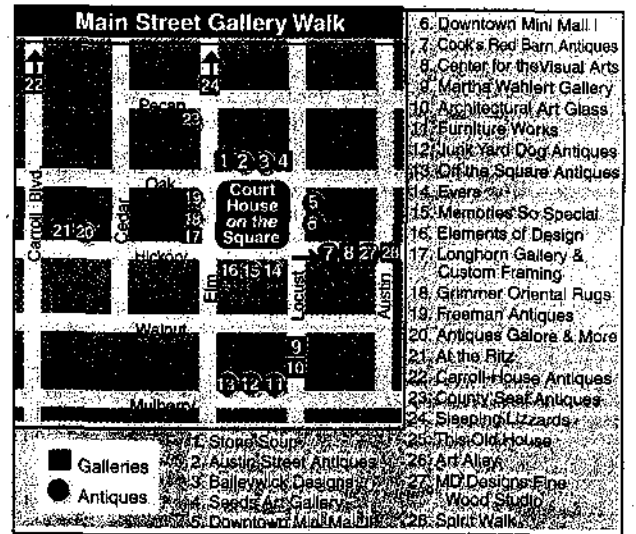 Main Street Gallery Walk
22
24
Pecan
23
1 2 3 4
Oak
Court
House
on the
Square
19
18
17
5
6
21 20
Carroll Blvd.
Cedar
Hickory
7 8 27 28
16 15 14
Elm
Locust
Austin
Walnut
9
10
13 12 11
Mulberry
Galleries
Antiques
1. Stone Soup
2. Austin Street Antiques
3. Baileywick Designs
4. Seeds Art Gallery
5. Downtown Mini Mall II
6. Downtown Mini Mall I
7. Cook's Red Barn Antiques
8. Center for the Visual Arts
9. Martha Wahlert Gallery
10. Architectural Art Glass
11. Furniture Works
12. Junk Yard Dog Antiques
13. Off the Square Antiques
14. Evers
15. Memories So Special
16. Elements of Design
17. Longhorn Gallery &
Custom Framing
18. Grimmer Oriental Rugs
19. Freeman Antiques
20. Antiques Galore & More
21. At the Ritz
22. Carroll House Antiques
23. County Seat Antiques
24. Sleeping Lizzards
25. This Old House
26. Art Alley
27. MD Designs Fine
Wood Studio
28. Spirit Walk